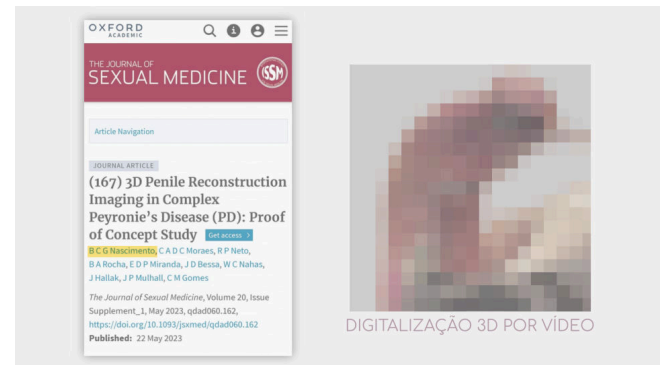 OXFORD
ACADEMIC
THE JOURNAL OF
SEXUAL MEDICINE
ISSM
Article Navigation
JOURNAL ARTICLE
(167) 3D Penile Reconstruction
Imaging in Complex
Peyronie's Disease (PD): Proof
of Concept Study Get access >
B C G Nascimento, C A D C Moraes, R P Neto,
B A Rocha, E D P Miranda, J D Bessa, W C Nahas,
J Hallak, J P Mulhall, C M Gomes
The Journal of Sexual Medicine, Volume 20, Issue
Supplement_1, May 2023, qdad060.162,
https://doi.org/10.1093/jsxmed/qdad060.162
Published: 22 May 2023
DIGITALIZAÇÃO 3D POR VÍDEO